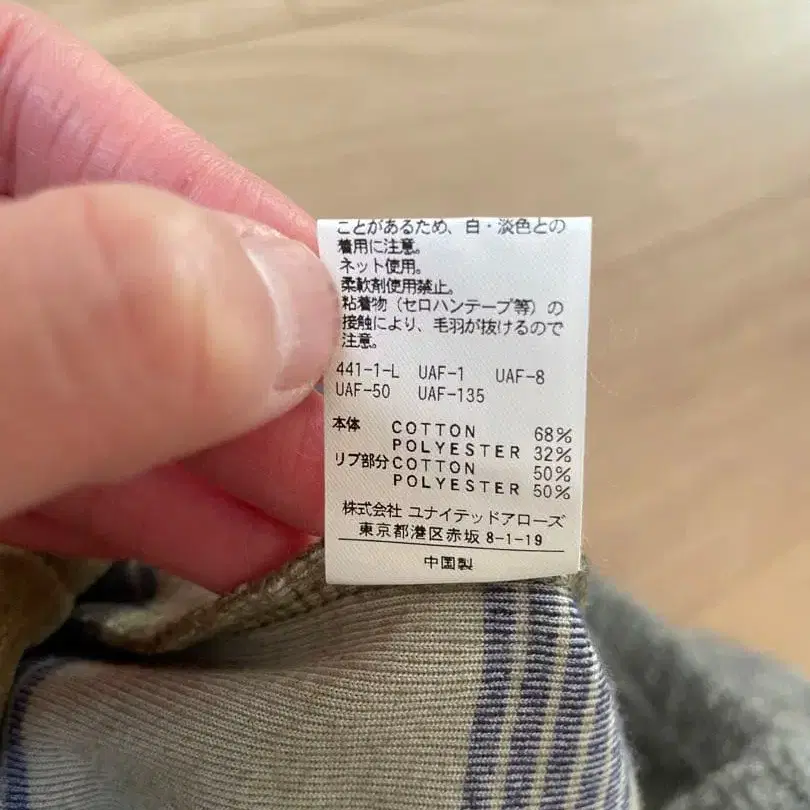 ことがあるため、白・淡色との
着用に注意。
ネット使用。
柔軟剤使用禁止。
粘着物（セロハンテープ等）の
接触により、毛羽が抜けるので
注意。
441-1-L UAF-1 UAF-8
UAF-50 UAF-135
本体 COTTON 68%
POLYESTER 32%
リブ部分 COTTON 50%
POLYESTER 50%
株式会社 ユナイテッドアローズ
東京都港区赤坂 8-1-19
中国製